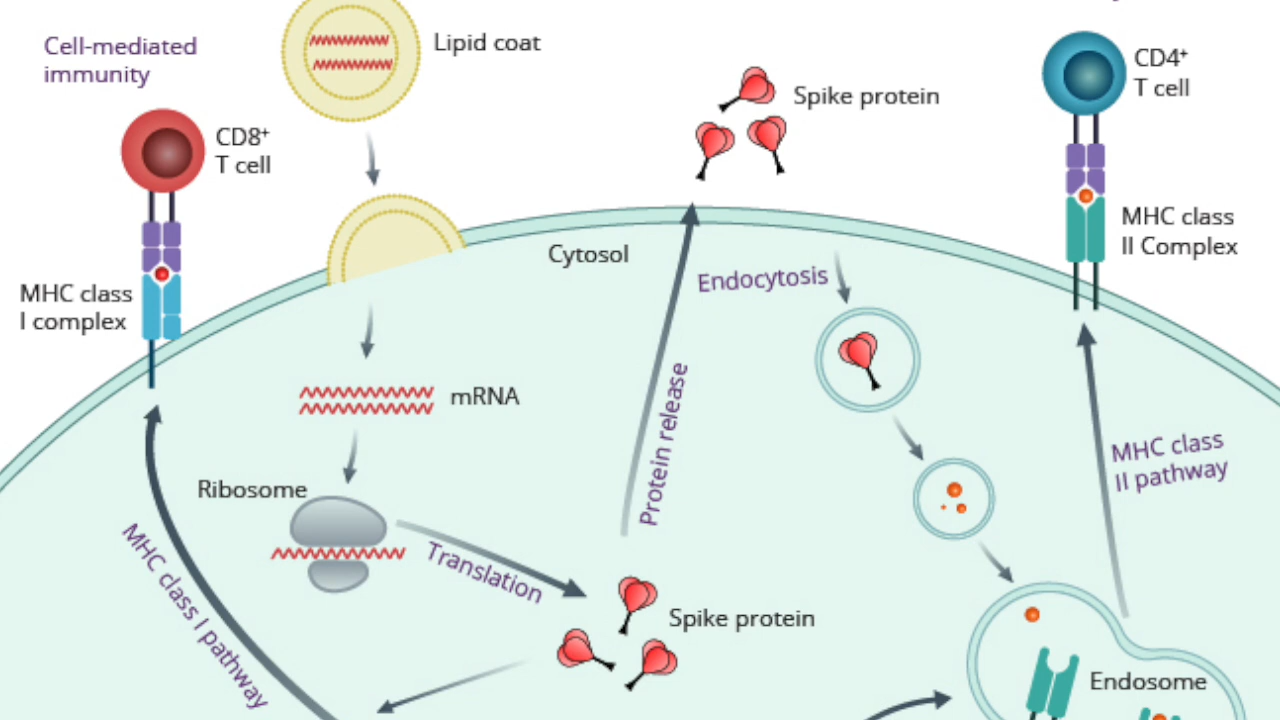 Cell-mediated
immunity
Lipid coat
CD8⁺
T cell
Spike protein
CD4⁺
T cell
MHC class
I complex
Cytosol
Endocytosis
MHC class
II Complex
mRNA
Protein release
MHC class
II pathway
Ribosome
Translation
MHC class I pathway
Spike protein
Endosome